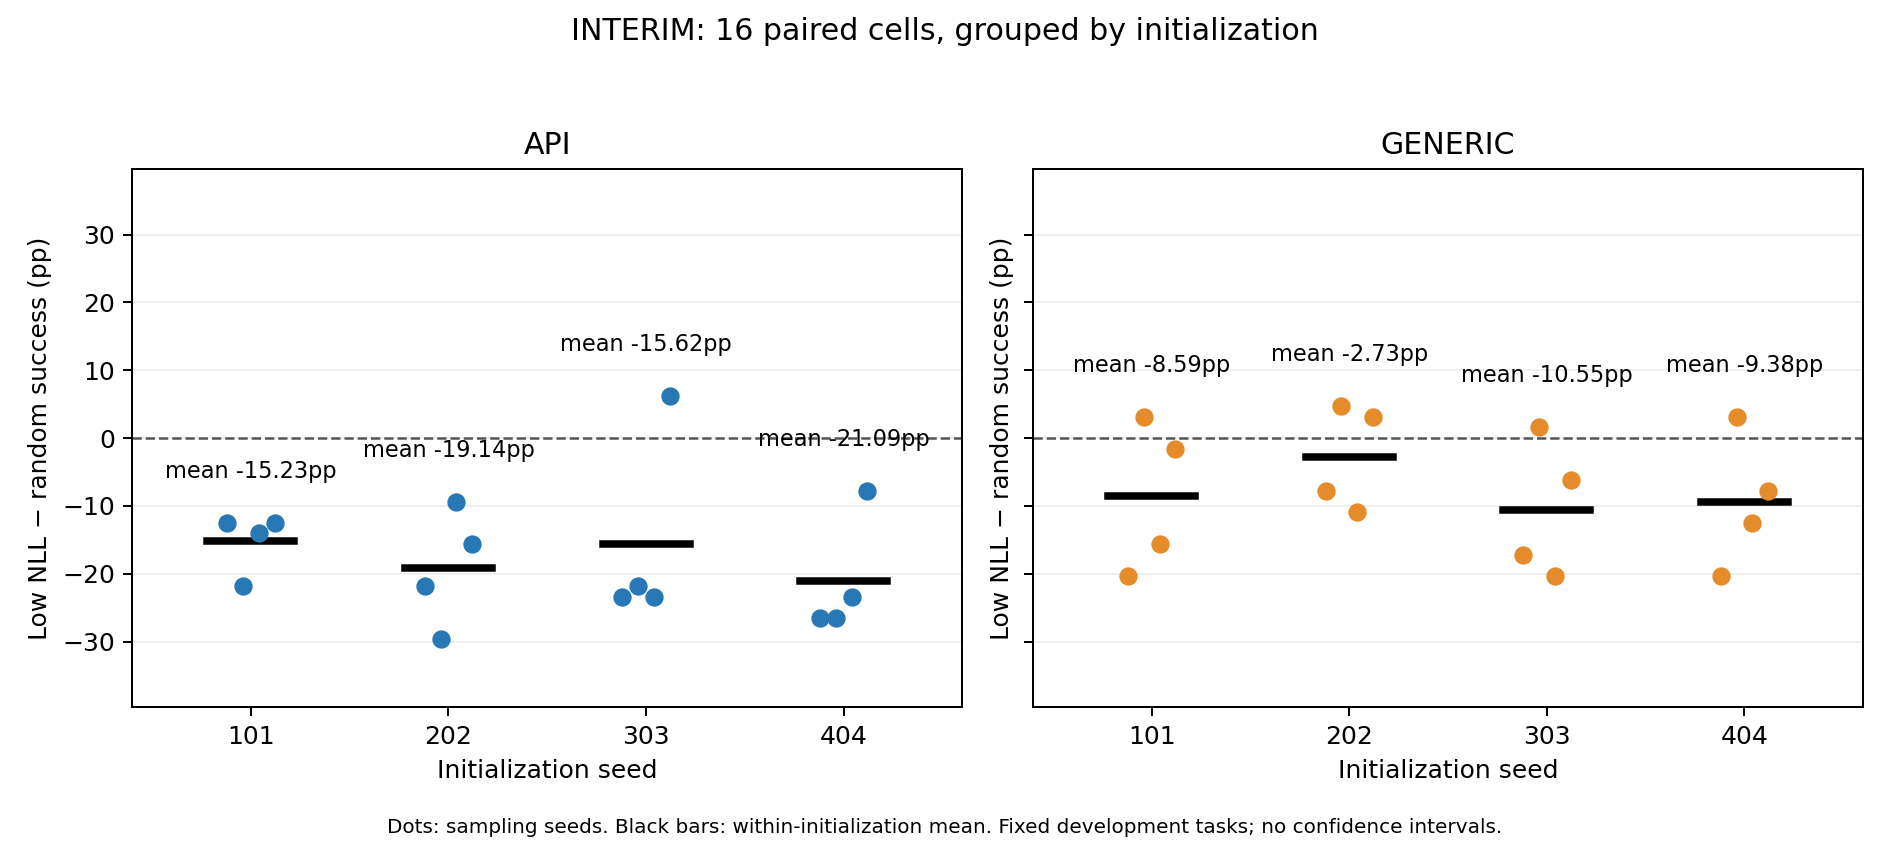 INTERIM: 16 paired cells, grouped by initialization
API
Low NLL − random success (pp)
30
20
10
0
−10
−20
−30
mean -15.23pp
mean -19.14pp
mean -15.62pp
mean -21.09pp
101
202
303
404
Initialization seed
GENERIC
Low NLL − random success (pp)
mean -8.59pp
mean -2.73pp
mean -10.55pp
mean -9.38pp
101
202
303
404
Initialization seed
Dots: sampling seeds. Black bars: within-initialization mean. Fixed development tasks; no confidence intervals.